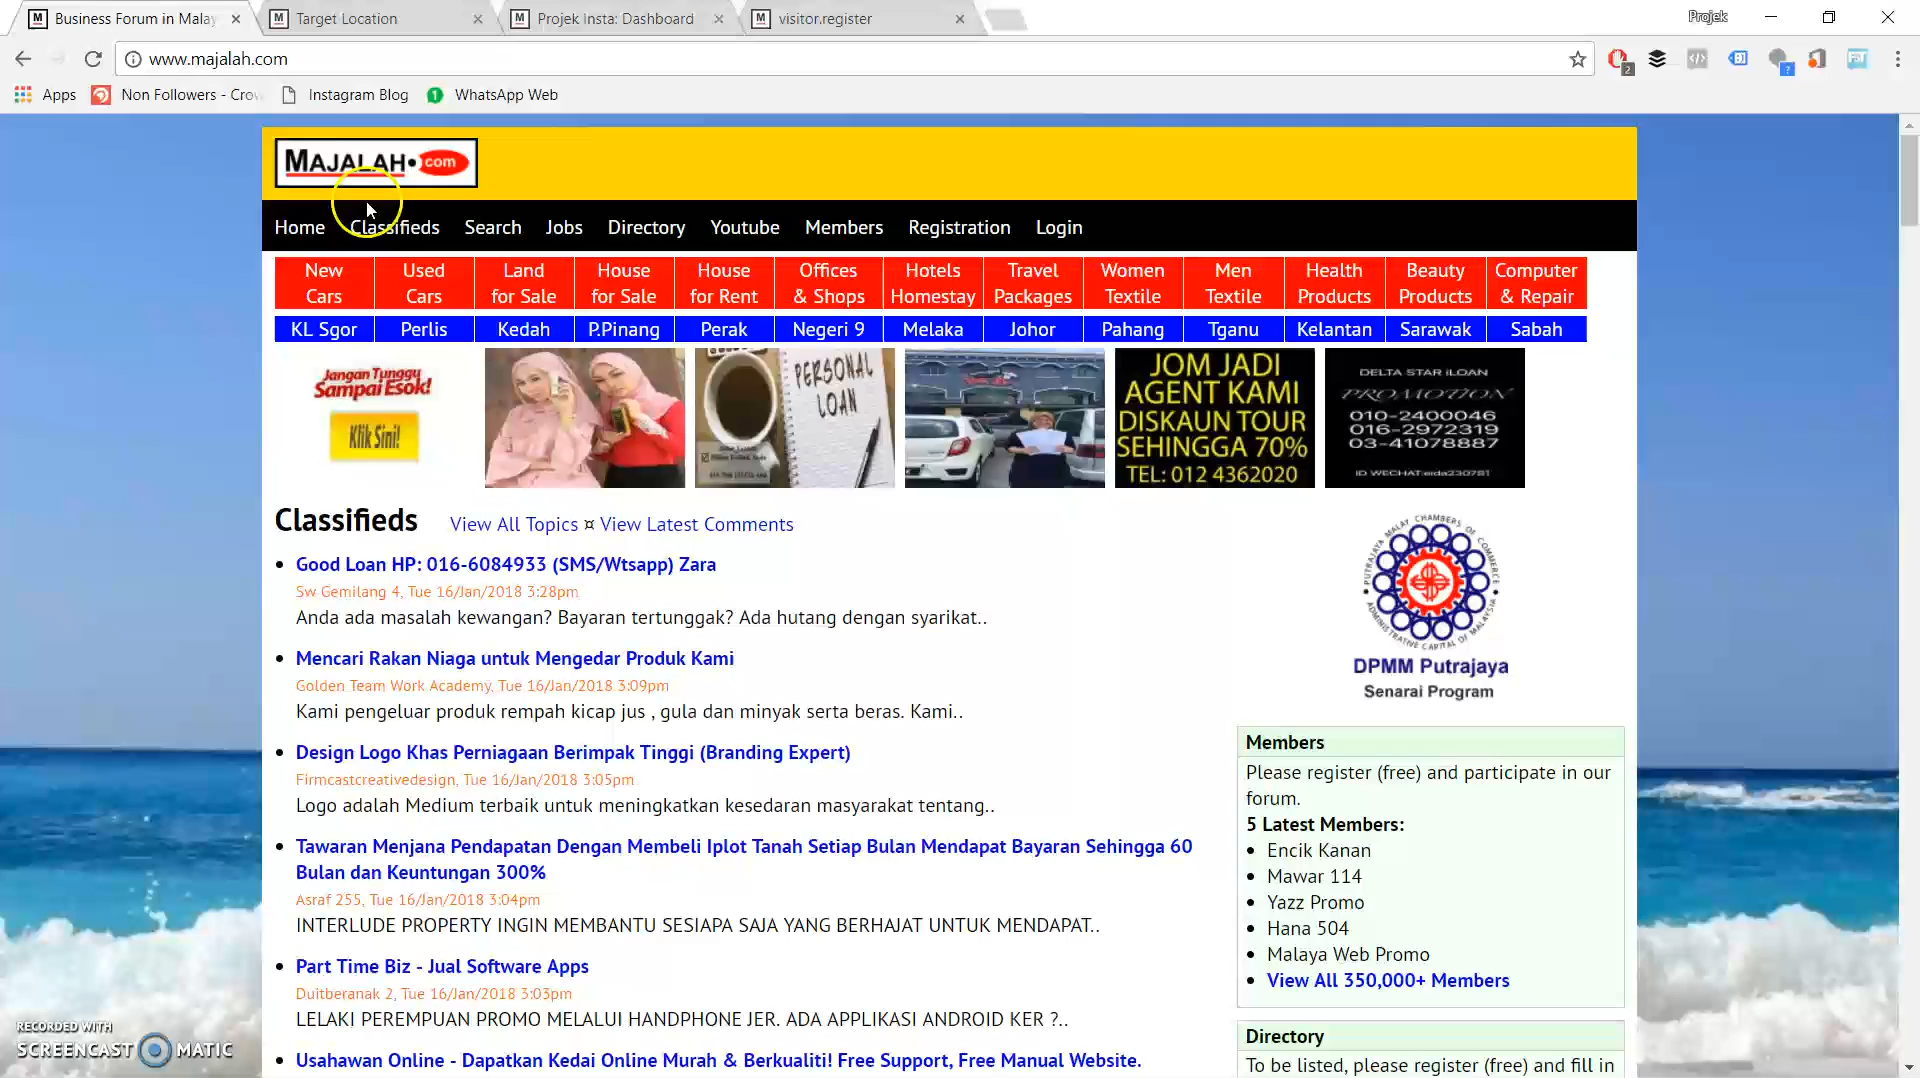 Business Forum in Malay
Target Location
Projek Insta: Dashboard
visitor.register
Projek
www.majalah.com
2
?
Apps
Non Followers - Crow
Instagram Blog
1
WhatsApp Web
MAJALAH•com
Home
Classifieds
Search
Jobs
Directory
Youtube
Members
Registration
Login
New Cars
Used Cars
Land for Sale
House for Sale
House for Rent
Offices & Shops
Hotels Homestay
Travel Packages
Women Textile
Men Textile
Health Products
Beauty Products
Computer & Repair
KL Sgor
Perlis
Kedah
P.Pinang
Perak
Negeri 9
Melaka
Johor
Pahang
Tganu
Kelantan
Sarawak
Sabah
Jangan Tunggu
Sampai Esok!
Klik Sini!
PERSONAL
LOAN
JOM JADI
AGENT KAMI
DISKAUN TOUR
SEHINGGA 70%
TEL: 012 4362020
DELTA STAR iLOAN
PROMOTION
010-2400046
016-2972319
03-41078887
ID WECHAT:eida230781
Classifieds
View All Topics ¤ View Latest Comments
Good Loan HP: 016-6084933 (SMS/Wtsapp) Zara
Sw Gemilang 4, Tue 16/Jan/2018 3:28pm
Anda ada masalah kewangan? Bayaran tertunggak? Ada hutang dengan syarikat..
Mencari Rakan Niaga untuk Mengedar Produk Kami
Golden Team Work Academy, Tue 16/Jan/2018 3:09pm
Kami pengeluar produk rempah kicap jus , gula dan minyak serta beras. Kami..
Design Logo Khas Perniagaan Berimpak Tinggi (Branding Expert)
Firmcastcreativedesign, Tue 16/Jan/2018 3:05pm
Logo adalah Medium terbaik untuk meningkatkan kesedaran masyarakat tentang..
Tawaran Menjana Pendapatan Dengan Membeli Iplot Tanah Setiap Bulan Mendapat Bayaran Sehingga 60
Bulan dan Keuntungan 300%
Asraf 255, Tue 16/Jan/2018 3:04pm
INTERLUDE PROPERTY INGIN MEMBANTU SESIAPA SAJA YANG BERHAJAT UNTUK MENDAPAT..
Part Time Biz - Jual Software Apps
Duitberanak 2, Tue 16/Jan/2018 3:03pm
LELAKI PEREMPUAN PROMO MELALUI HANDPHONE JER. ADA APPLIKASI ANDROID KER ?..
Usahawan Online - Dapatkan Kedai Online Murah & Berkualiti! Free Support, Free Manual Website.
PUTRAJAYA MALAY CHAMBERS OF COMMERCE
ADMINISTRATIVE CAPITAL OF MALAYSIA
DPMM Putrajaya
Senarai Program
Members
Please register (free) and participate in our
forum.
5 Latest Members:
Encik Kanan
Mawar 114
Yazz Promo
Hana 504
Malaya Web Promo
View All 350,000+ Members
Directory
To be listed, please register (free) and fill in
RECORDED WITH
SCREENCAST MATIC